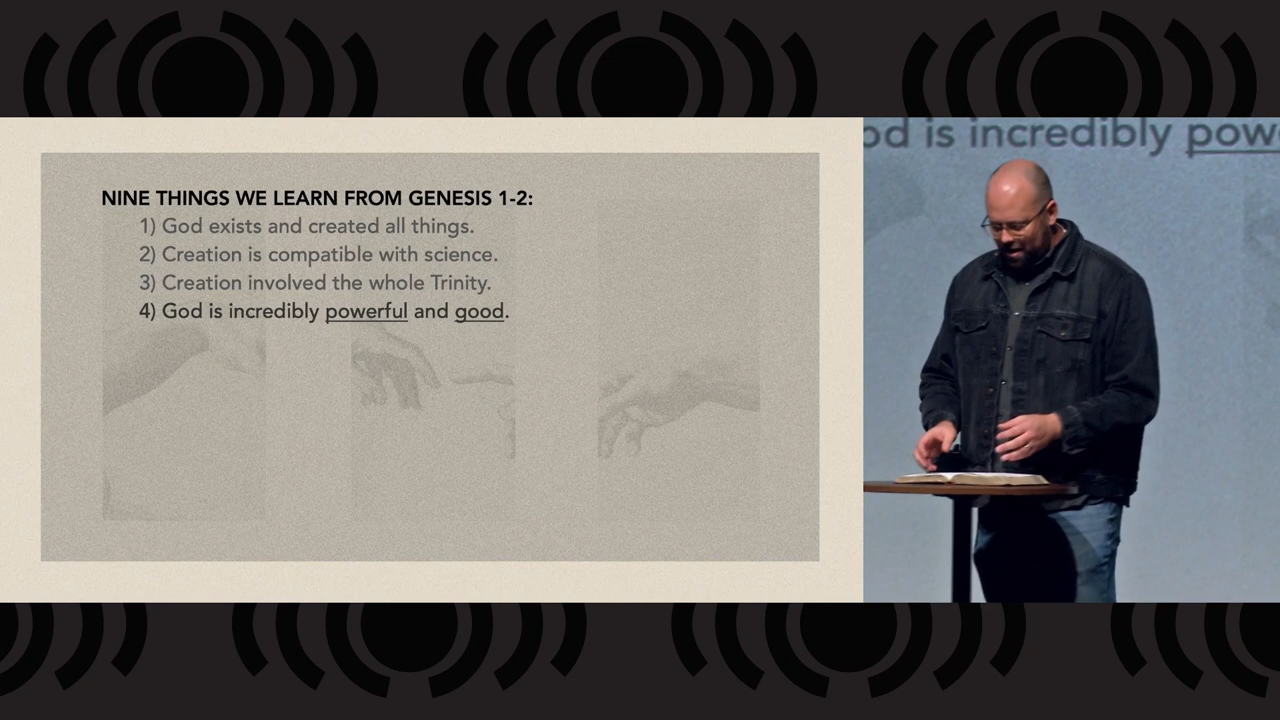 NINE THINGS WE LEARN FROM GENESIS 1-2:
1) God exists and created all things.
2) Creation is compatible with science.
3) Creation involved the whole Trinity.
4) God is incredibly powerful and good.
od is incredibly pow